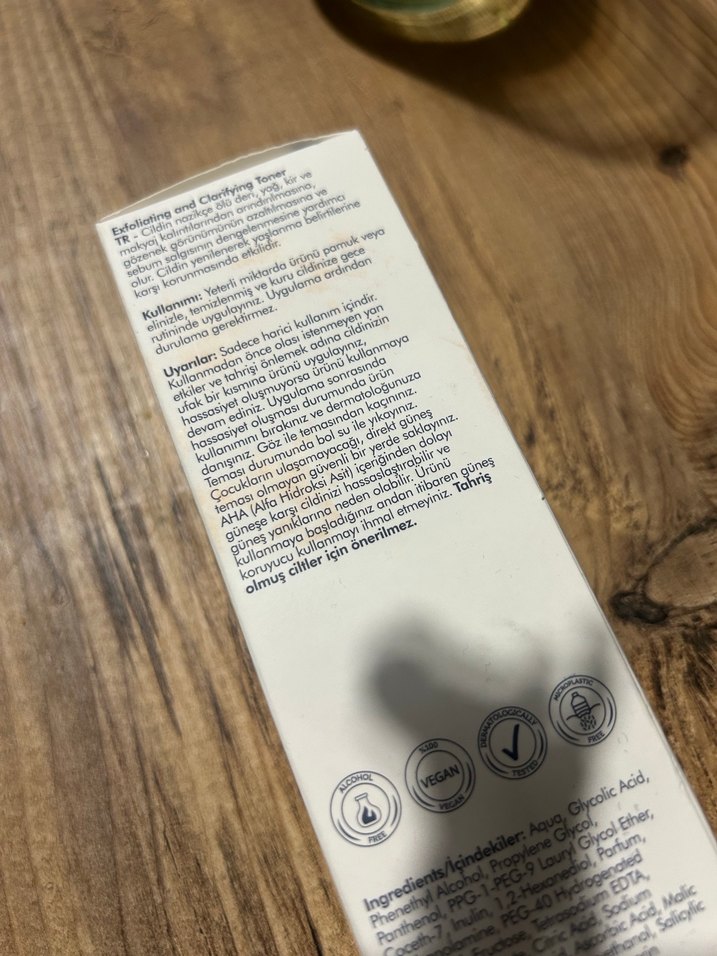 Exfoliating and Clarifying Toner
TR - Cildin nazikçe ölü deri, yağ, kir ve
makyaj kalıntılarından arındırılmasına,
gözenek görünümünün azaltılmasına ve
sebum salgısının dengelenmesine yardımcı
olur. Cildin yenilenerek yaşlanma belirtilerine
karşı korunmasında etkilidir.
Kullanımı: Yeterli miktarda ürünü pamuk veya
elinizle, temizlenmiş ve kuru cildinize gece
rutininde uygulayınız. Uygulama ardından
durulama gerektirmez.
Uyarılar: Sadece harici kullanım içindir.
Kullanmadan önce olası istenmeyen yan
etkiler ve tahrişi önlemek adına cildinizin
ufak bir kısmına ürünü uygulayınız,
hassasiyet oluşmuyorsa ürünü kullanmaya
devam ediniz. Uygulama sonrasında
hassasiyet oluşması durumunda ürün
kullanımını bırakınız ve dermatoloğunuza
danışınız. Göz ile temasından kaçınınız.
Teması durumunda bol su ile yıkayınız.
Çocukların ulaşamayacağı, direkt güneş
teması olmayan güvenli bir yerde saklayınız.
AHA (Alfa Hidroksi Asit) içeriğinden dolayı
güneşe karşı cildinizi hassaslaştırabilir ve
güneş yanıklarına neden olabilir. Ürünü
kullanmaya başladığınız andan itibaren güneş
koruyucu kullanmayı ihmal etmeyiniz. Tahriş
olmuş ciltler için önerilmez.
ALCOHOL
FREE
%100
VEGAN
VEGAN
DERMATOLOGICALLY
TESTED
MICROPLASTIC
FREE
Ingredients/İçindekiler: Aqua, Glycolic Acid,
Phenethyl Alcohol, Propylene Glycol,
Panthenol, PPG-1-PEG-9 Lauryl Glycol Ether,
Coceth-7, Inulin, 1,2-Hexanediol, Parfum,
PEG-40 Hydrogenated
Tetrasodium EDTA,
Citric Acid, Sodium
Ascorbic Acid, Malic
Salicylic